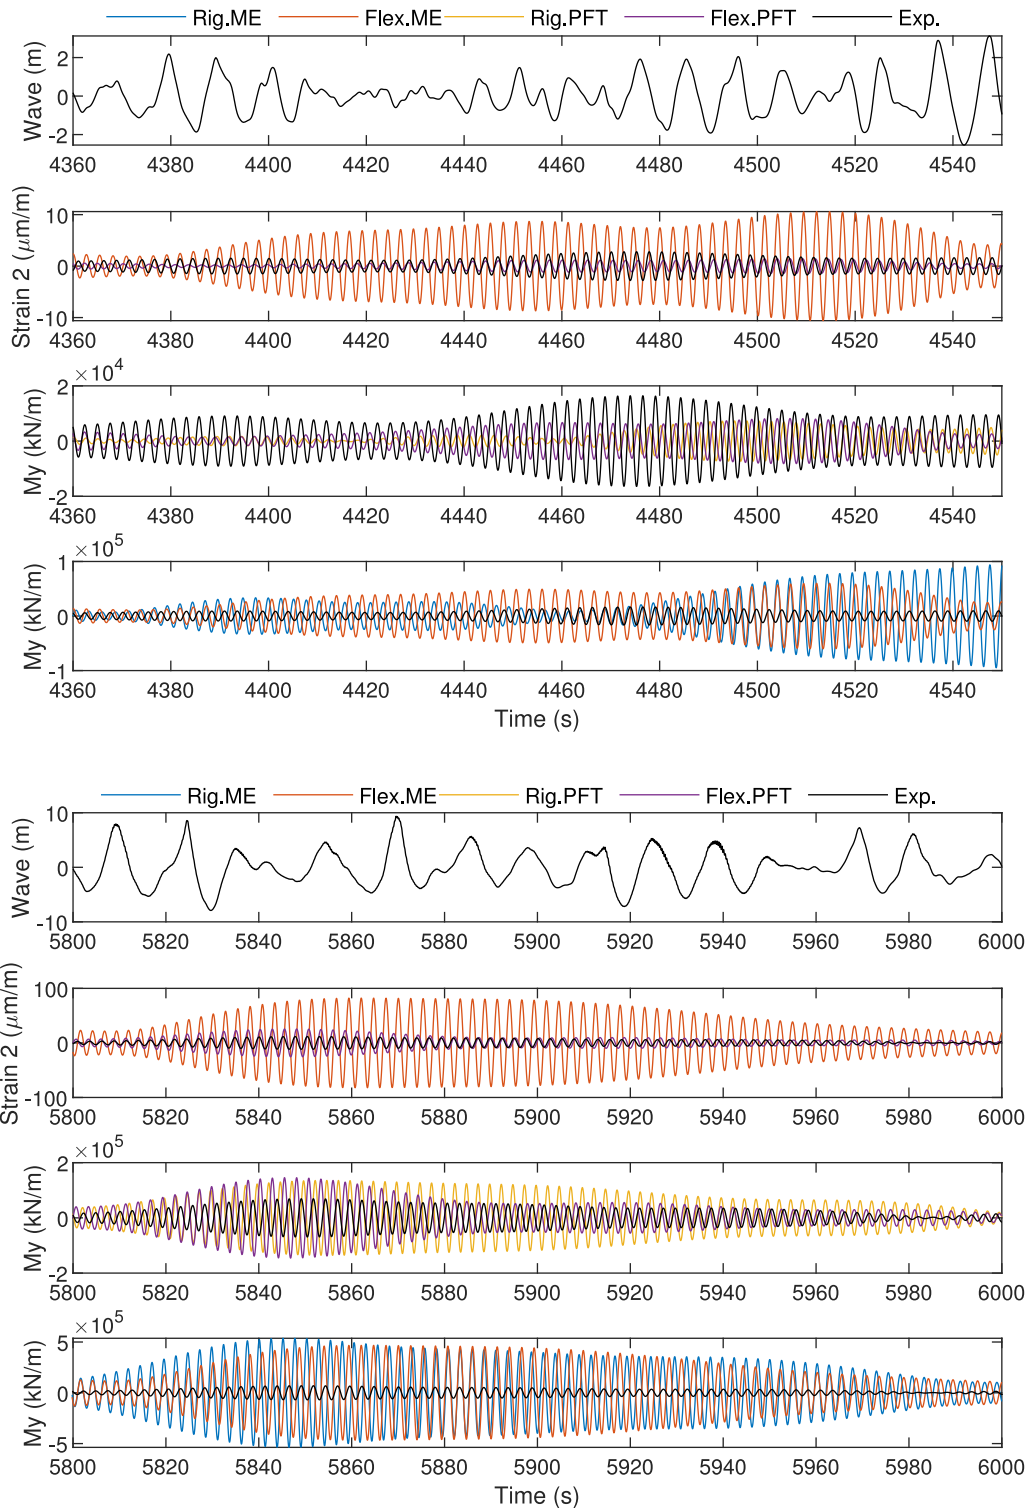 Rig.ME Flex.ME Rig.PFT Flex.PFT Exp.
Wave (m)
2
0
-2
4360 4380 4400 4420 4440 4460 4480 4500 4520 4540
Strain 2 (μm/m)
10
0
-10
4360 4380 4400 4420 4440 4460 4480 4500 4520 4540
×10^4
My (kN/m)
2
0
-2
4360 4380 4400 4420 4440 4460 4480 4500 4520 4540
×10^5
My (kN/m)
1
0
-1
4360 4380 4400 4420 4440 4460 4480 4500 4520 4540
Time (s)
Rig.ME Flex.ME Rig.PFT Flex.PFT Exp.
Wave (m)
10
0
-10
5800 5820 5840 5860 5880 5900 5920 5940 5960 5980 6000
Strain 2 (μm/m)
100
0
-100
5800 5820 5840 5860 5880 5900 5920 5940 5960 5980 6000
×10^5
My (kN/m)
2
0
-2
5800 5820 5840 5860 5880 5900 5920 5940 5960 5980 6000
×10^5
My (kN/m)
5
0
-5
5800 5820 5840 5860 5880 5900 5920 5940 5960 5980 6000
Time (s)